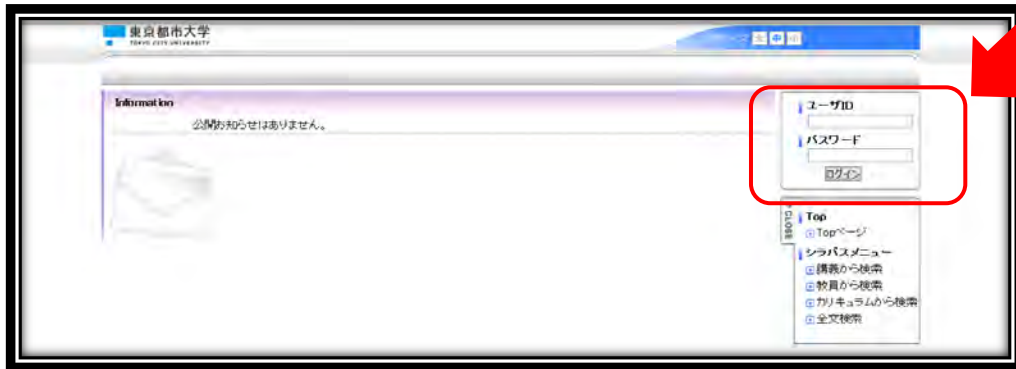 東京都市大学
TOKYO CITY UNIVERSITY
大 中 小
Information
公開お知らせはありません。
ユーザID
パスワード
ログイン
CLOSE
Top
Topページ
シラバスメニュー
講義から検索
教員から検索
カリキュラムから検索
全文検索